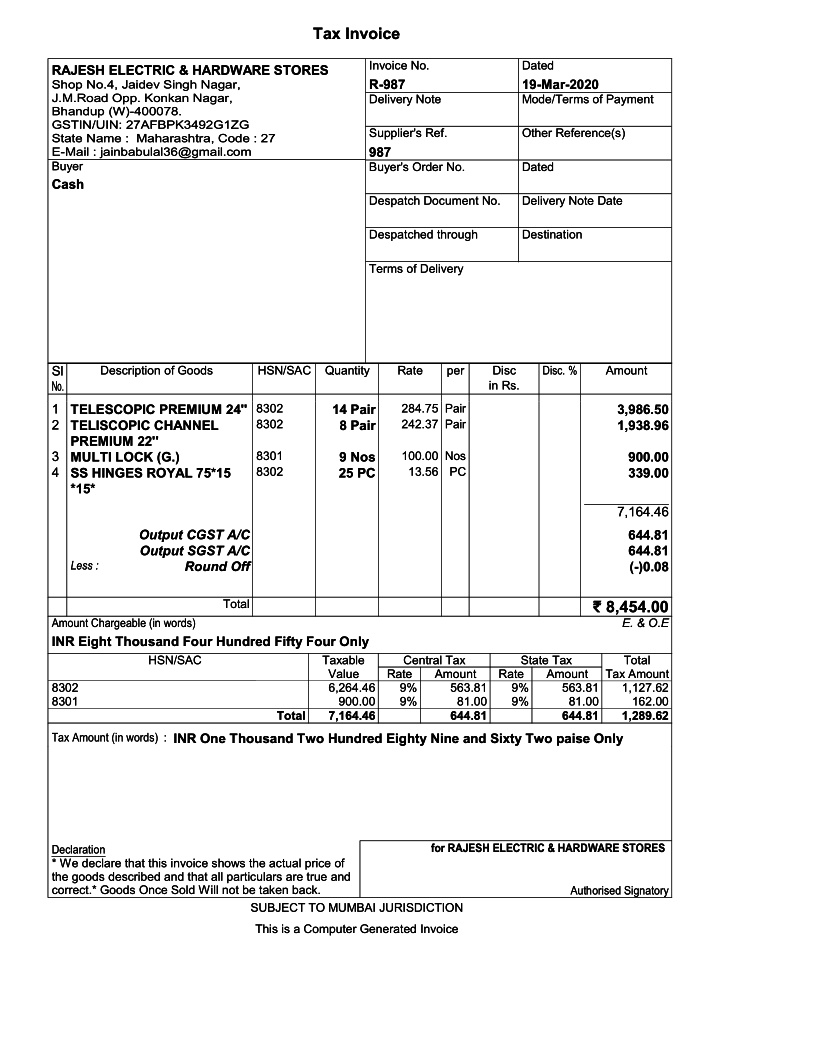 Tax Invoice
RAJESH ELECTRIC & HARDWARE STORES
Shop No.4, Jaidev Singh Nagar,
J.M.Road Opp. Konkan Nagar,
Bhandup (W)-400078.
GSTIN/UIN: 27AFBPK3492G1ZG
State Name : Maharashtra, Code : 27
E-Mail : jainbabulal36@gmail.com
Buyer
Cash
Invoice No. Dated
R-987 19-Mar-2020
Delivery Note Mode/Terms of Payment
Supplier's Ref. Other Reference(s)
987
Buyer's Order No. Dated
Despatch Document No. Delivery Note Date
Despatched through Destination
Terms of Delivery
Sl Description of Goods HSN/SAC Quantity Rate per Disc Disc. % Amount
No. in Rs.
1 TELESCOPIC PREMIUM 24" 8302 14 Pair 284.75 Pair 3,986.50
2 TELISCOPIC CHANNEL 8302 8 Pair 242.37 Pair 1,938.96
PREMIUM 22"
3 MULTI LOCK (G.) 8301 9 Nos 100.00 Nos 900.00
4 SS HINGES ROYAL 75*15 8302 25 PC 13.56 PC 339.00
*15*
7,164.46
Output CGST A/C 644.81
Output SGST A/C 644.81
Less : Round Off (-)0.08
Total ₹ 8,454.00
Amount Chargeable (in words) E. & O.E
INR Eight Thousand Four Hundred Fifty Four Only
HSN/SAC Taxable Central Tax State Tax Total
Value Rate Amount Rate Amount Tax Amount
8302 6,264.46 9% 563.81 9% 563.81 1,127.62
8301 900.00 9% 81.00 9% 81.00 162.00
Total 7,164.46 644.81 644.81 1,289.62
Tax Amount (in words) : INR One Thousand Two Hundred Eighty Nine and Sixty Two paise Only
Declaration
* We declare that this invoice shows the actual price of
the goods described and that all particulars are true and
correct.* Goods Once Sold Will not be taken back.
for RAJESH ELECTRIC & HARDWARE STORES
Authorised Signatory
SUBJECT TO MUMBAI JURISDICTION
This is a Computer Generated Invoice